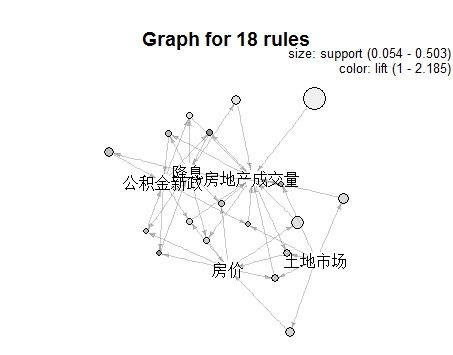 Graph for 18 rules
size: support (0.054 - 0.503)
color: lift (1 - 2.185)
降息
房地产成交量
公积金新政
房价
土地市场